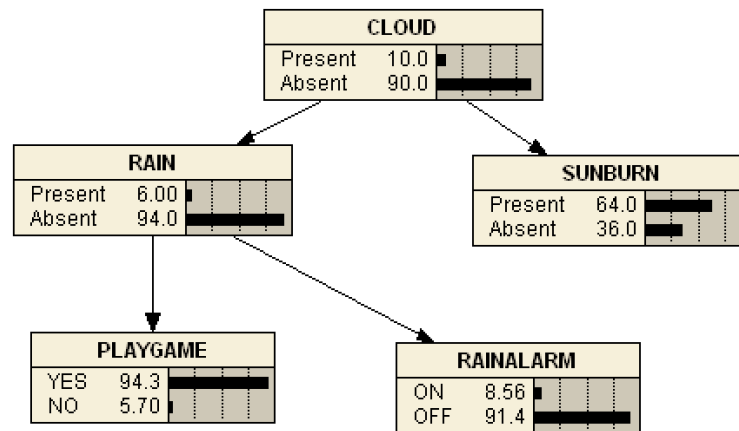 CLOUD
Present 10.0
Absent 90.0
RAIN
Present 6.00
Absent 94.0
SUNBURN
Present 64.0
Absent 36.0
PLAYGAME
YES 94.3
NO 5.70
RAINALARM
ON 8.56
OFF 91.4